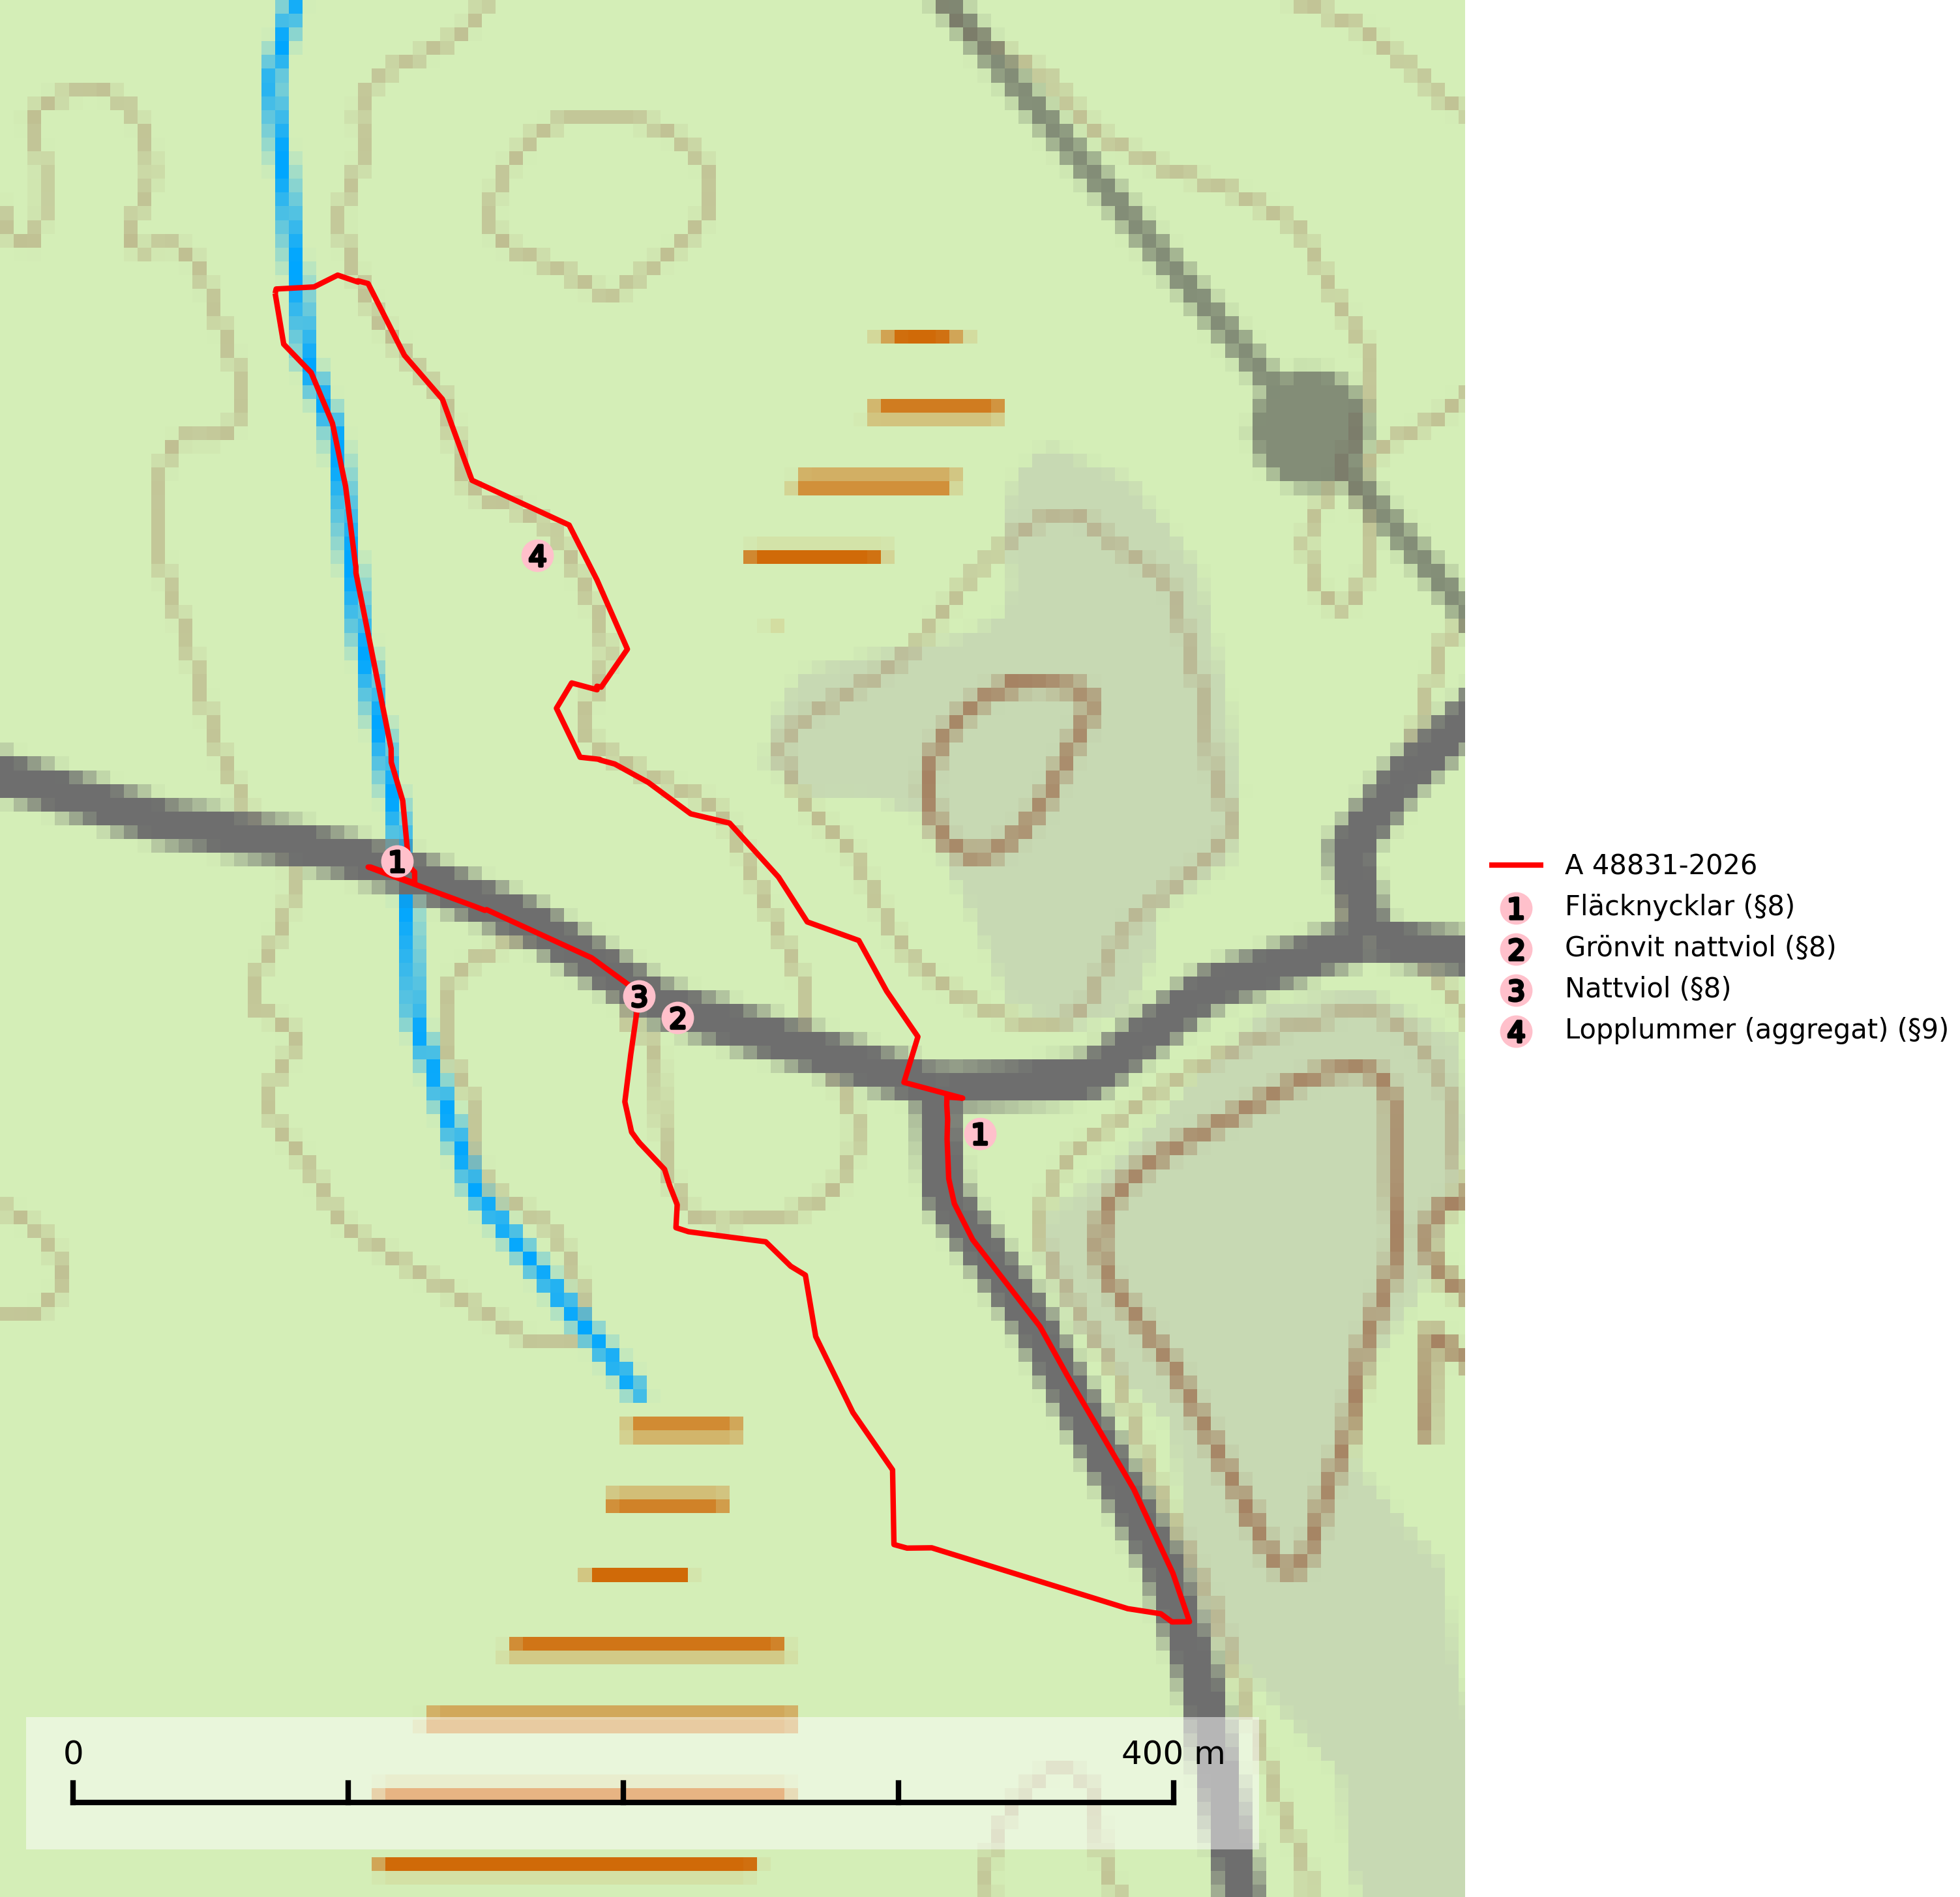 4
1
3
2
1
A 48831-2026
1 Fläcknycklar (§8)
2 Grönvit nattviol (§8)
3 Nattviol (§8)
4 Lopplummer (aggregat) (§9)
0 400 m